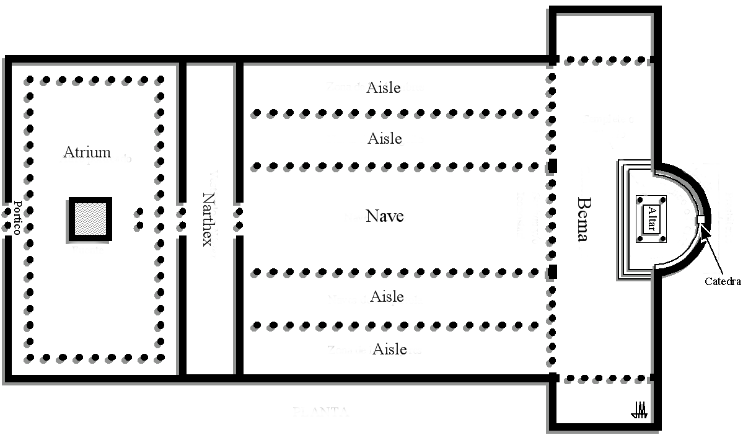 Aisle
Aisle
Atrium
Portico
Narthex
Nave
Bema
Altar
Catedra
Aisle
Aisle